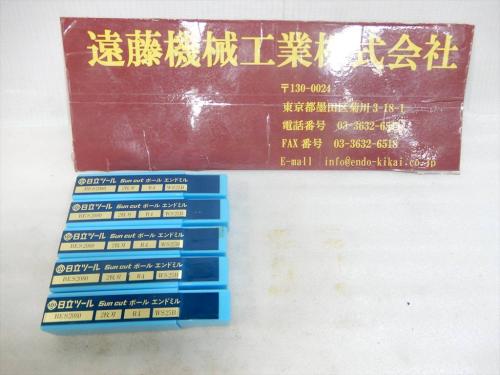 遠藤機械工業株式会社
〒130-0024
東京都墨田区菊川3-18-1
電話番号 03-3632-65
FAX番号 03-3632-6518
E-mail info@endo-kikai.co.jp
日立ツール Sun cut ボール エンドミル
BES2080 2枚刃 R4 WS25B
日立ツール Sun cut ボール エンドミル
BES2080 2枚刃 R4 WS25B
日立ツール Sun cut ボール エンドミル
BES2080 2枚刃 R4 WS25B
日立ツール Sun cut ボール エンドミル
BES2080 2枚刃 R4 WS25B
日立ツール Sun cut ボール エンドミル
BES2080 2枚刃 R4 WS25B